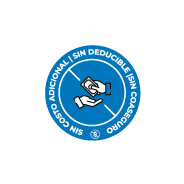 SIN COSTO ADICIONAL | SIN DEDUCIBLE |SIN COASEGURO